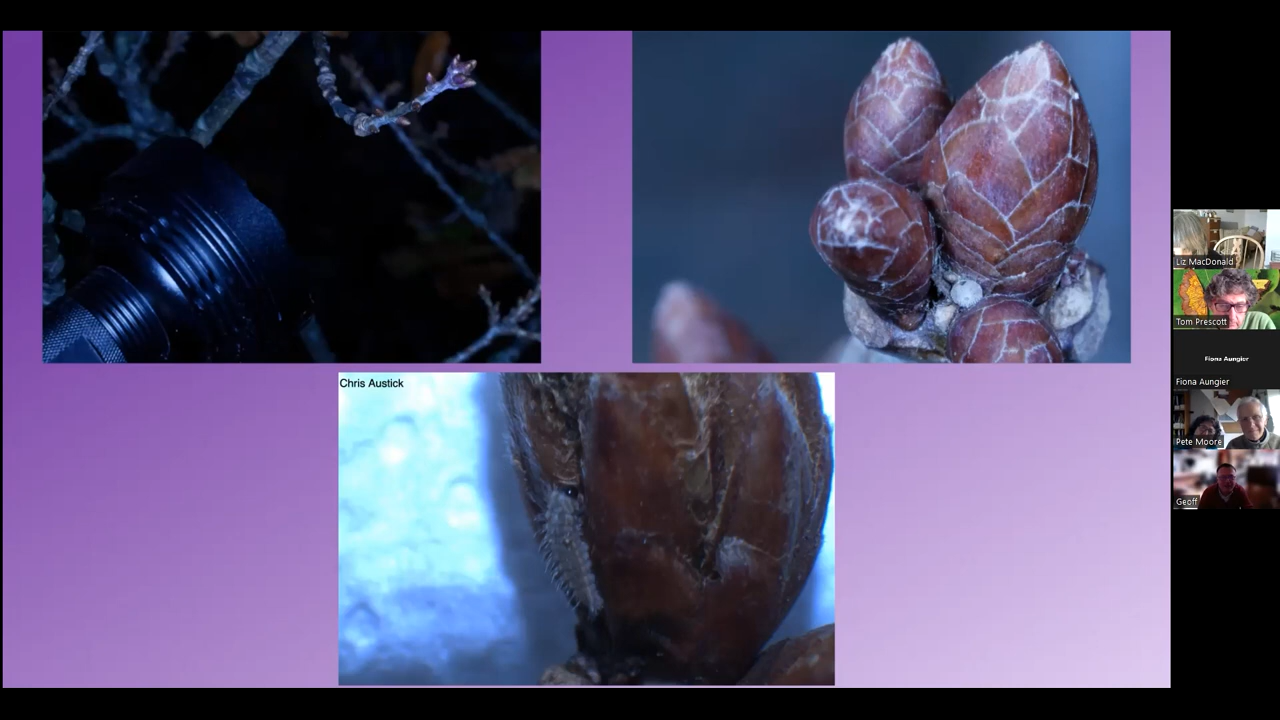 Chris Austick
Liz MacDonald
Tom Prescott
Fiona Aungier
Fiona Aungier
Pete Moore
Geoff